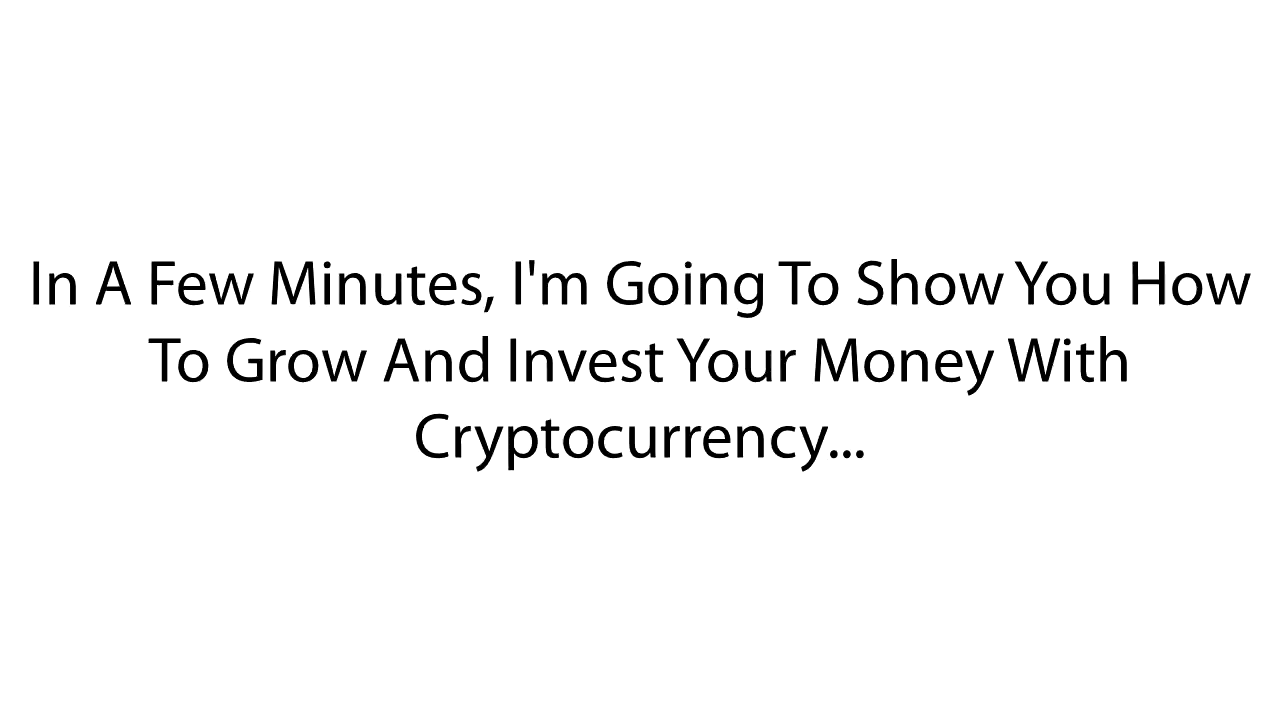 In A Few Minutes, I'm Going To Show You How
To Grow And Invest Your Money With
Cryptocurrency...